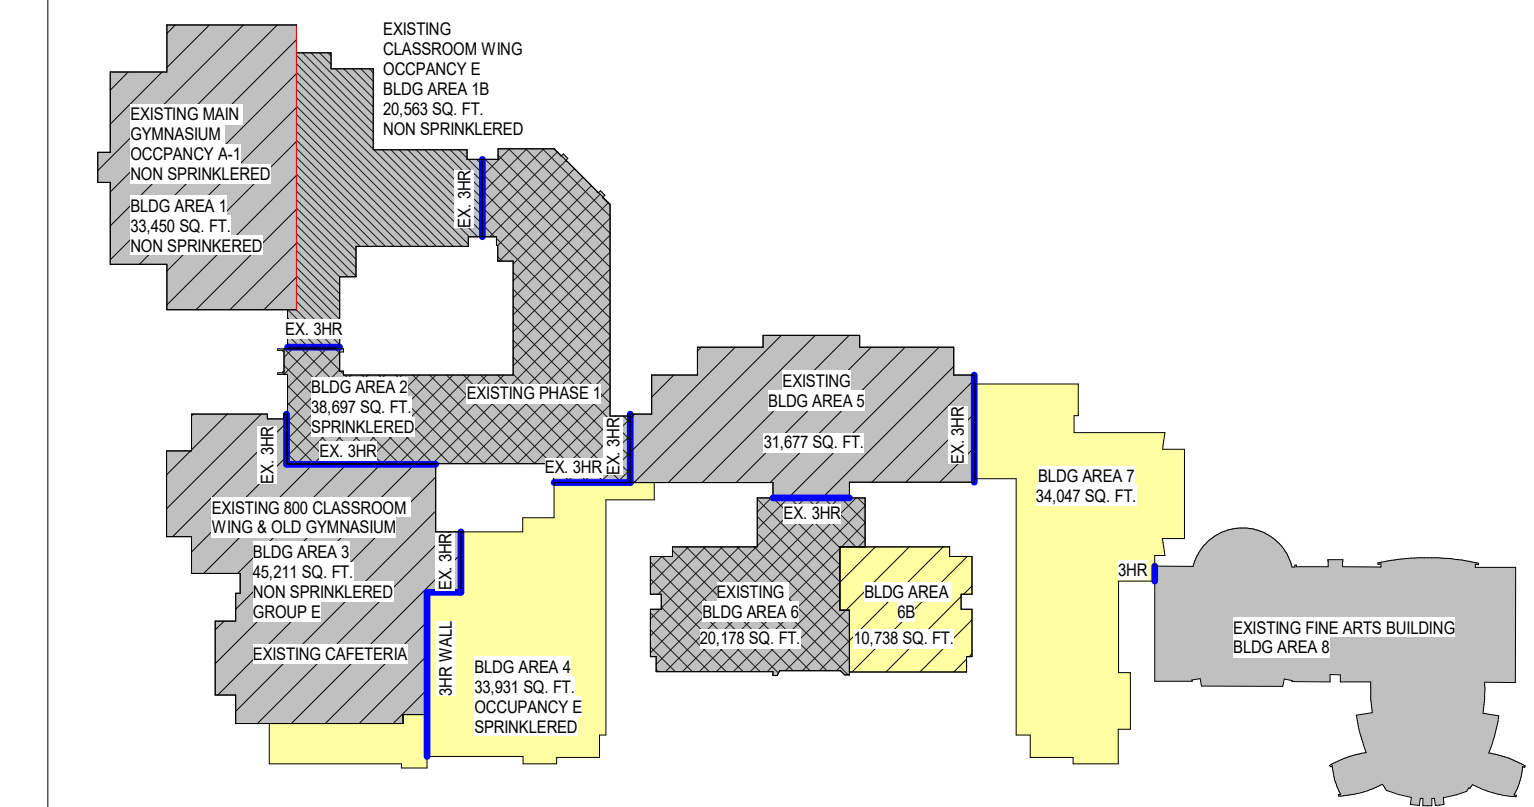 EXISTING
CLASSROOM WING
OCCPANCY E
BLDG AREA 1B
20,563 SQ. FT.
NON SPRINKLERED
EXISTING MAIN
GYMNASIUM
OCCPANCY A-1
NON SPRINKLERED
BLDG AREA 1
33,450 SQ. FT.
NON SPRINKERED
EX. 3HR
EX. 3HR
BLDG AREA 2
38,697 SQ. FT.
SPRINKLERED
EXISTING PHASE 1
EX. 3HR
EX. 3HR
EX. 3HR
EX. 3HR
EXISTING
BLDG AREA 5
31,677 SQ. FT.
EX. 3HR
EX. 3HR
BLDG AREA 7
34,047 SQ. FT.
EXISTING 800 CLASSROOM
WING & OLD GYMNASIUM
BLDG AREA 3
45,211 SQ. FT.
NON SPRINKLERED
GROUP E
EXISTING CAFETERIA
EX. 3HR
3HR WALL
BLDG AREA 4
33,931 SQ. FT.
OCCUPANCY E
SPRINKLERED
EXISTING
BLDG AREA 6
20,178 SQ. FT.
BLDG AREA
6B
10,738 SQ. FT.
3HR
EXISTING FINE ARTS BUILDING
BLDG AREA 8